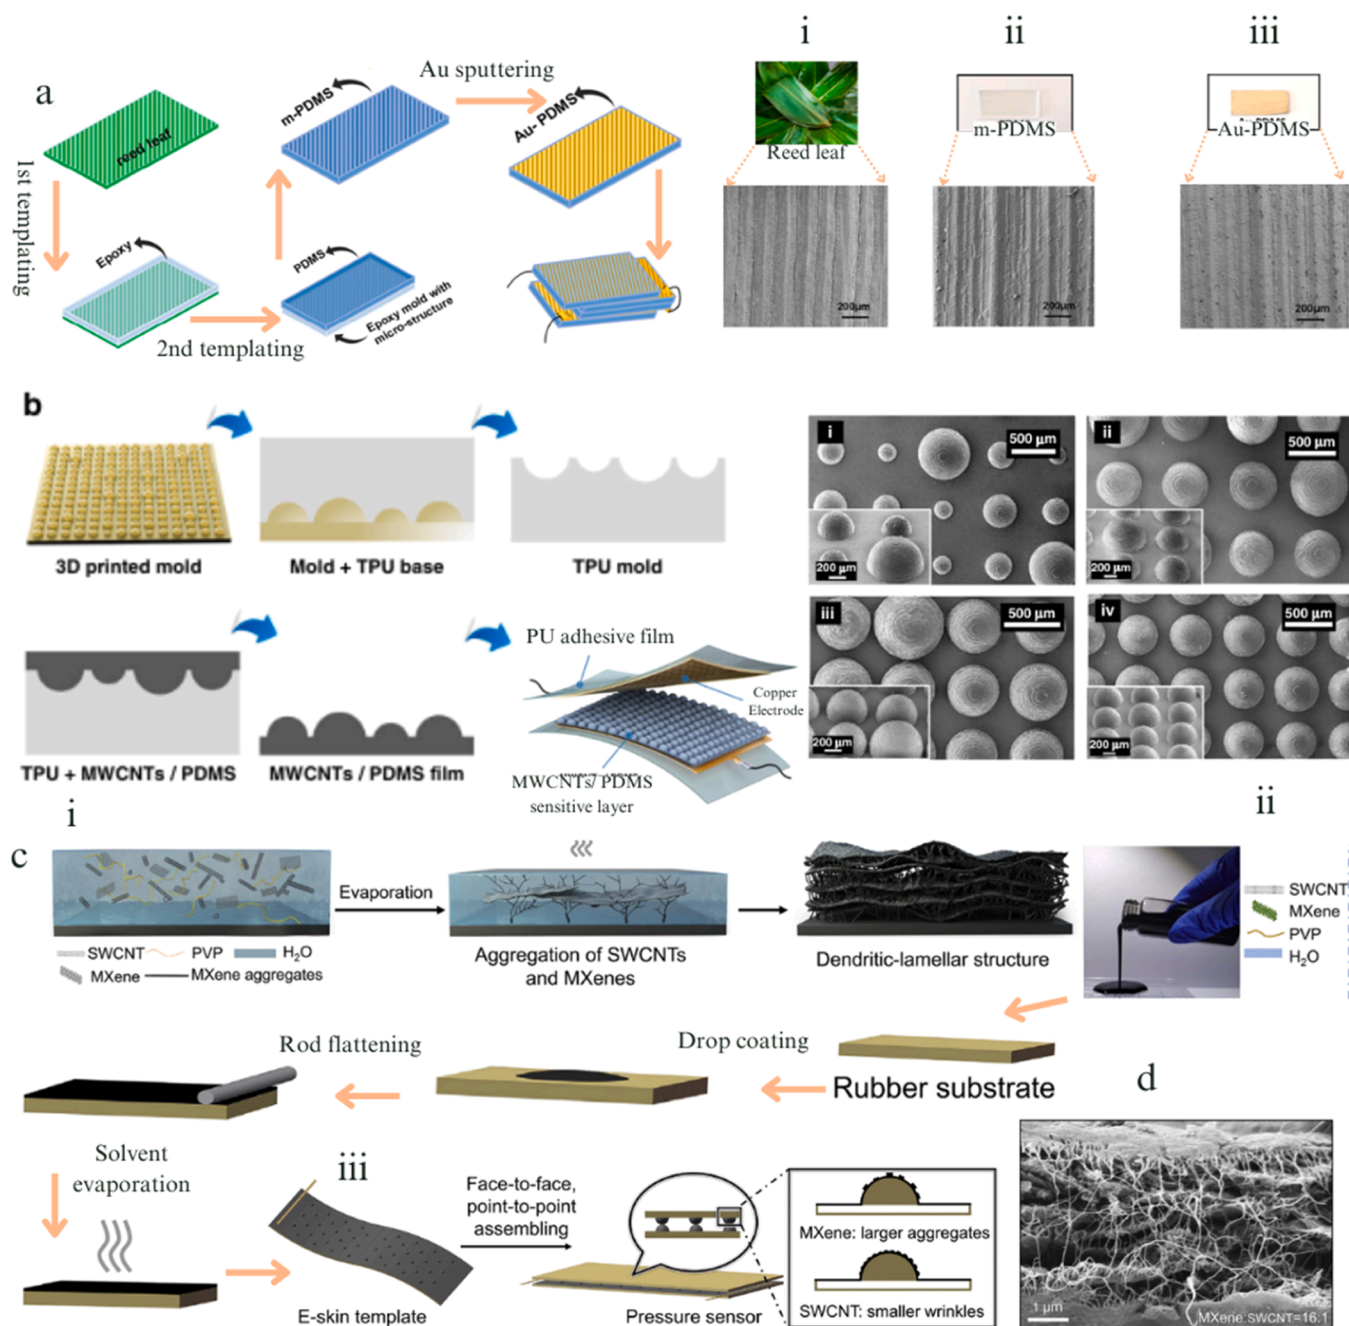 i
ii
iii
a
Au sputtering
reed leaf
m-PDMS
Au- PDMS
Reed leaf
m-PDMS
Au-PDMS
1st templating
Epoxy
PDMS
Epoxy mold with
micro-structure
2nd templating
200μm
200μm
200μm
b
3D printed mold
Mold + TPU base
TPU mold
i
500 μm
200 μm
ii
500 μm
200 μm
iii
500 μm
200 μm
iv
500 μm
200 μm
TPU + MWCNTs / PDMS
MWCNTs / PDMS film
PU adhesive film
Copper
Electrode
MWCNTs/ PDMS
sensitive layer
i
ii
c
Evaporation
SWCNT
PVP
H₂O
MXene
MXene aggregates
Aggregation of SWCNTs
and MXenes
Dendritic-lamellar structure
SWCNT
MXene
PVP
H₂O
Rod flattening
Drop coating
Rubber substrate
d
Solvent
evaporation
iii
E-skin template
Face-to-face,
point-to-point
assembling
Pressure sensor
MXene: larger aggregates
SWCNT: smaller wrinkles
1 μm
MXene:SWCNT=16:1